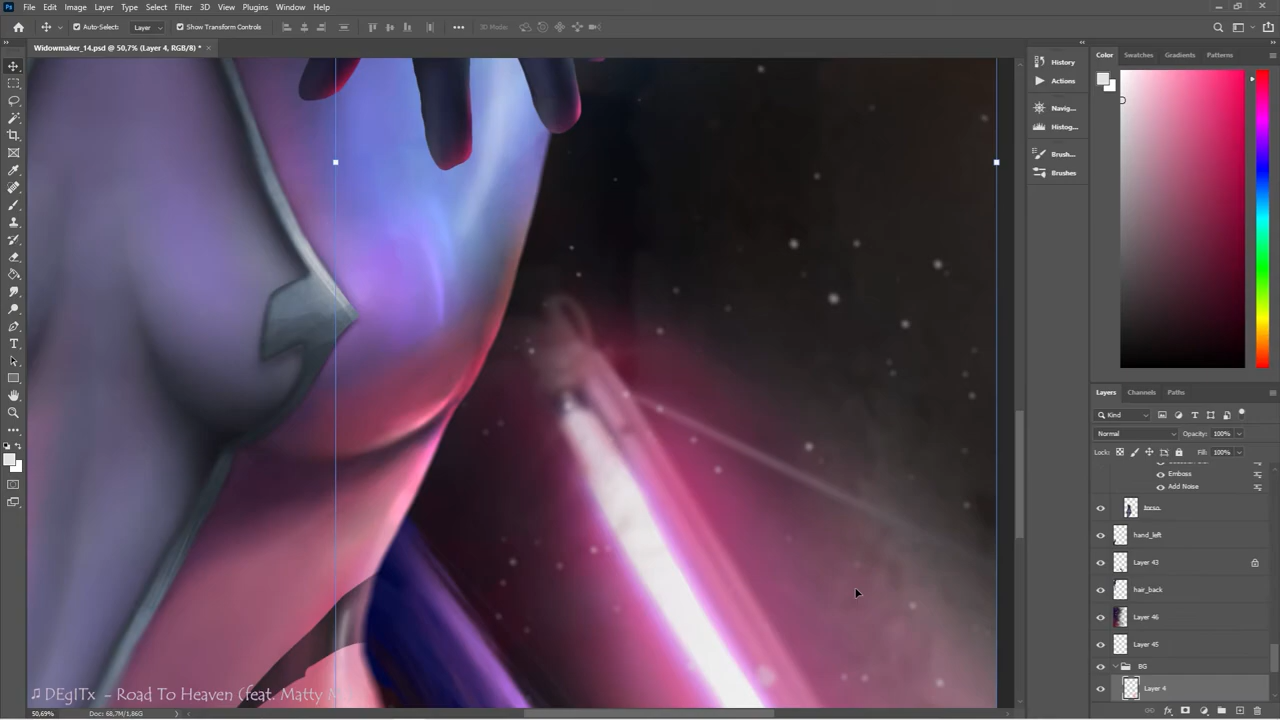 Ps File Edit Image Layer Type Select Filter 3D View Plugins Window Help
Auto-Select: Layer Show Transform Controls 3D Mode:
Widowmaker_14.psd @ 50,7% (Layer 4, RGB/8) *
History
Actions
Navig...
Histog...
Brush...
Brushes
Color Swatches Gradients Patterns
Layers Channels Paths
Kind
Normal Opacity: 100%
Lock: Fill: 100%
Emboss
Add Noise
hand_left
Layer 43
hair_back
Layer 46
Layer 45
BG
Layer 4
♫ DEgITx - Road To Heaven (feat. Matty M
50,69% Doc: 68,7M/1,86G